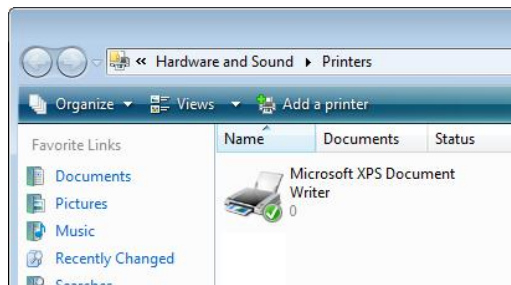 « Hardware and Sound ▸ Printers
Organize Views Add a printer
Favorite Links
Documents
Pictures
Music
Recently Changed
Searches
Name Documents Status
Microsoft XPS Document
Writer
0